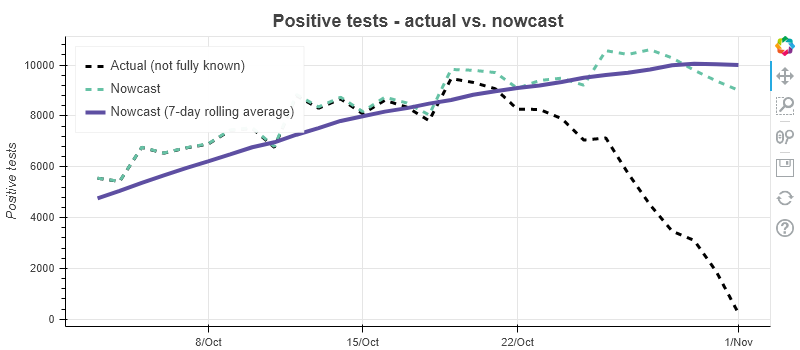 Positive tests - actual vs. nowcast
Actual (not fully known)
Nowcast
Nowcast (7-day rolling average)
Positive tests
10000
8000
6000
4000
2000
0
8/Oct
15/Oct
22/Oct
1/Nov